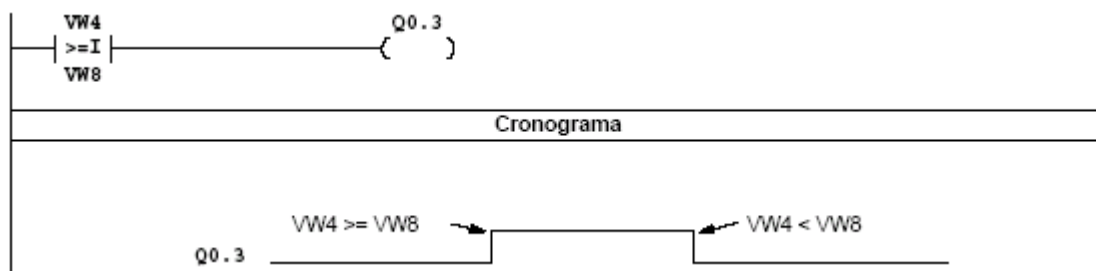 VW4 Q0.3
>=I
VW8
Cronograma
VW4 >= VW8 VW4 < VW8
Q0.3